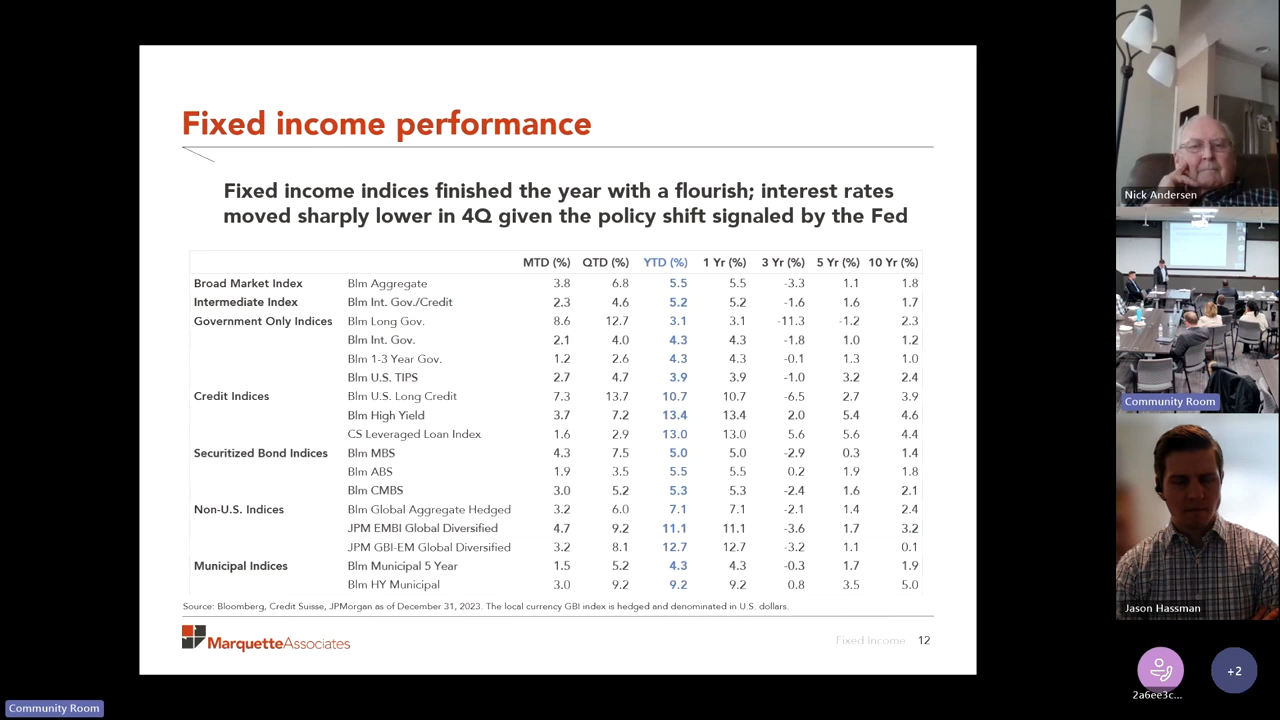 Fixed income performance
Fixed income indices finished the year with a flourish; interest rates
moved sharply lower in 4Q given the policy shift signaled by the Fed
MTD (%) QTD (%) YTD (%) 1 Yr (%) 3 Yr (%) 5 Yr (%) 10 Yr (%)
Broad Market Index Blm Aggregate 3.8 6.8 5.5 5.5 -3.3 1.1 1.8
Intermediate Index Blm Int. Gov./Credit 2.3 4.6 5.2 5.2 -1.6 1.6 1.7
Government Only Indices Blm Long Gov. 8.6 12.7 3.1 3.1 -11.3 -1.2 2.3
Blm Int. Gov. 2.1 4.0 4.3 4.3 -1.8 1.0 1.2
Blm 1-3 Year Gov. 1.2 2.6 4.3 4.3 -0.1 1.3 1.0
Blm U.S. TIPS 2.7 4.7 3.9 3.9 -1.0 3.2 2.4
Credit Indices Blm U.S. Long Credit 7.3 13.7 10.7 10.7 -6.5 2.7 3.9
Blm High Yield 3.7 7.2 13.4 13.4 2.0 5.4 4.6
CS Leveraged Loan Index 1.6 2.9 13.0 13.0 5.6 5.6 4.4
Securitized Bond Indices Blm MBS 4.3 7.5 5.0 5.0 -2.9 0.3 1.4
Blm ABS 1.9 3.5 5.5 5.5 0.2 1.9 1.8
Blm CMBS 3.0 5.2 5.3 5.3 -2.4 1.6 2.1
Non-U.S. Indices Blm Global Aggregate Hedged 3.2 6.0 7.1 7.1 -2.1 1.4 2.4
JPM EMBI Global Diversified 4.7 9.2 11.1 11.1 -3.6 1.7 3.2
JPM GBI-EM Global Diversified 3.2 8.1 12.7 12.7 -3.2 1.1 0.1
Municipal Indices Blm Municipal 5 Year 1.5 5.2 4.3 4.3 -0.3 1.7 1.9
Blm HY Municipal 3.0 9.2 9.2 9.2 0.8 3.5 5.0
Source: Bloomberg, Credit Suisse, JPMorgan as of December 31, 2023. The local currency GBI index is hedged and denominated in U.S. dollars.
MarquetteAssociates
Fixed Income 12
Nick Andersen
Community Room
Jason Hassman
2a6ee3c...
+2
Community Room